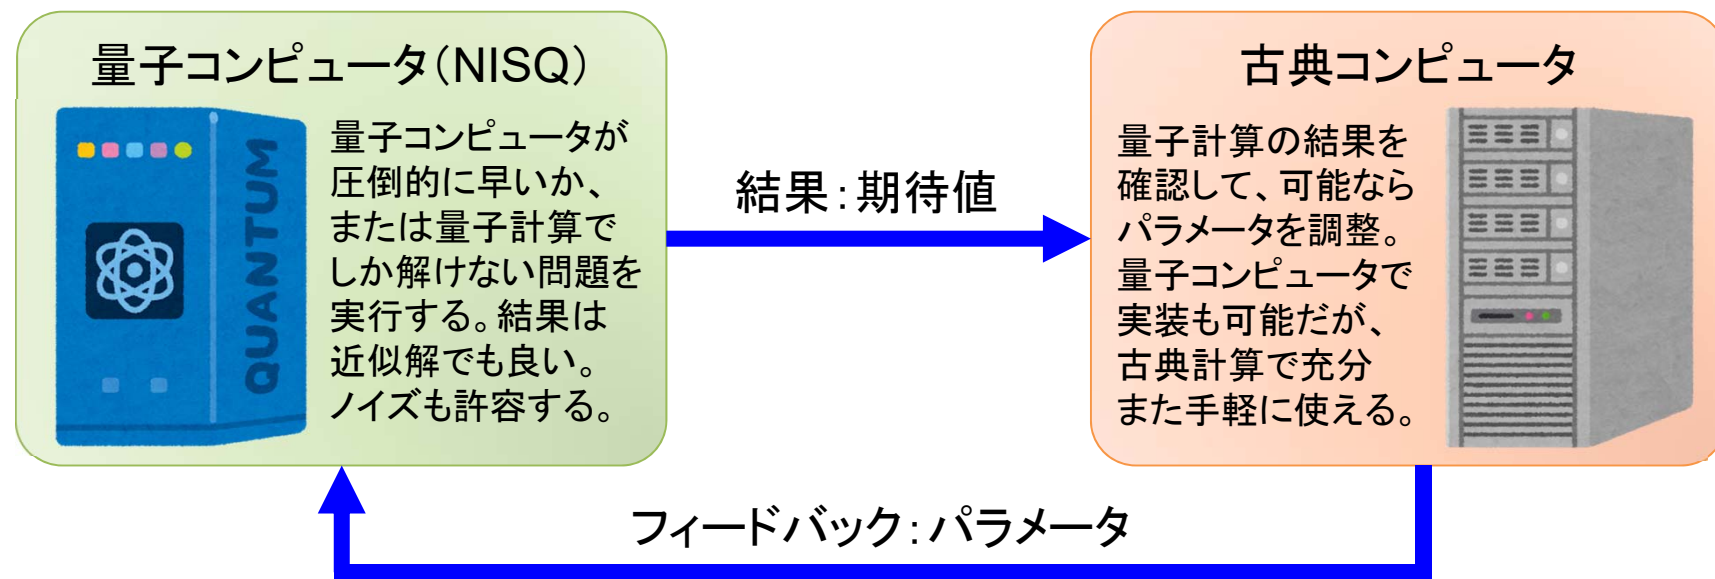 量子コンピュータ(NISQ)
QUANTUM
量子コンピュータが
圧倒的に早いか、
または量子計算で
しか解けない問題を
実行する。結果は
近似解でも良い。
ノイズも許容する。
結果：期待値
古典コンピュータ
量子計算の結果を
確認して、可能なら
パラメータを調整。
量子コンピュータで
実装も可能だが、
古典計算で充分
また手軽に使える。
フィードバック：パラメータ